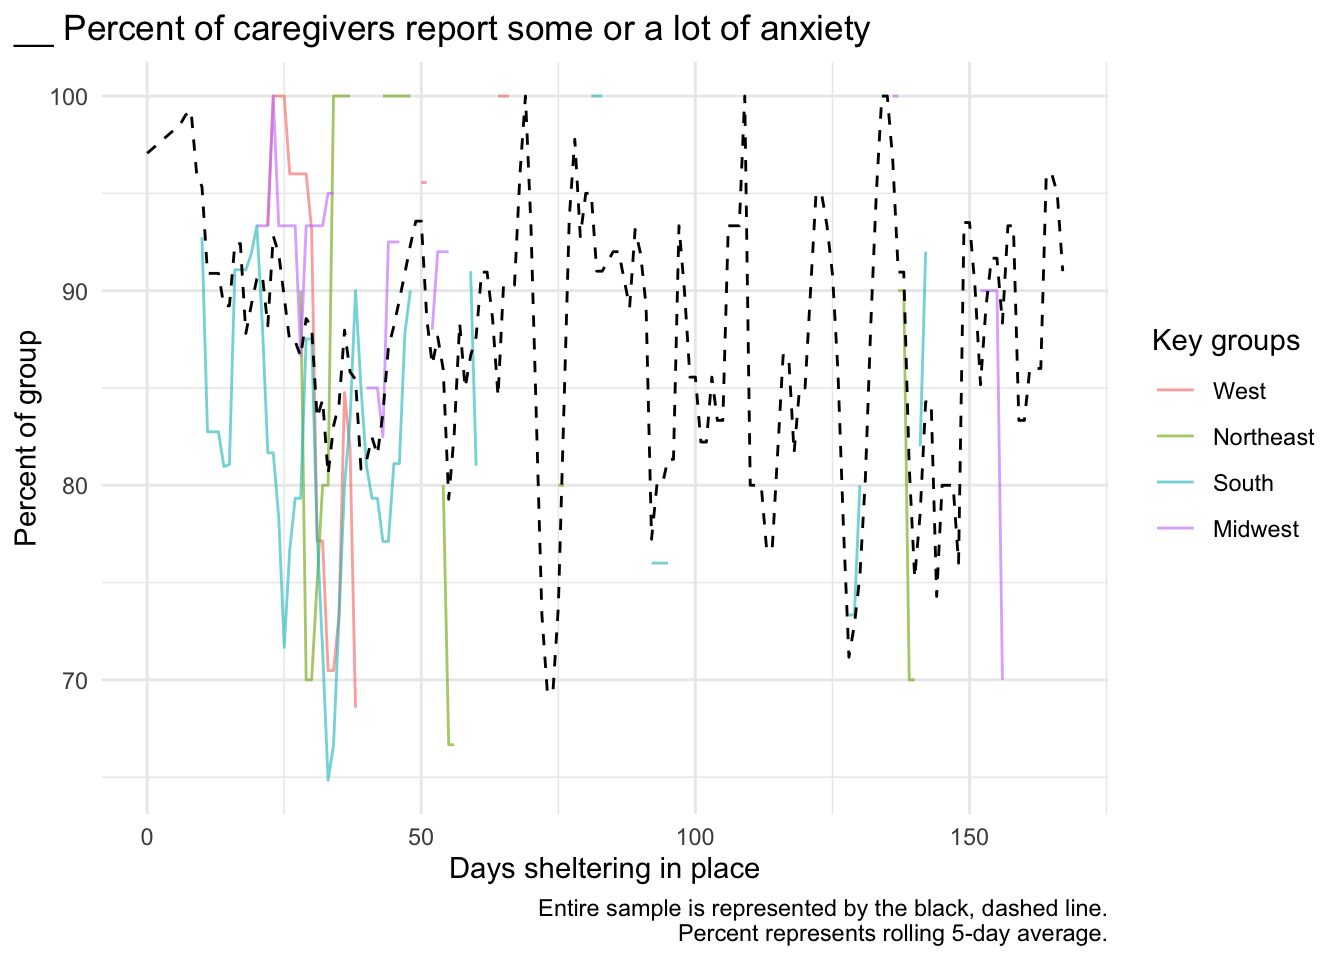 __ Percent of caregivers report some or a lot of anxiety
100
90
80
70
Percent of group
0 50 100 150
Days sheltering in place
Key groups
West
Northeast
South
Midwest
Entire sample is represented by the black, dashed line.
Percent represents rolling 5-day average.